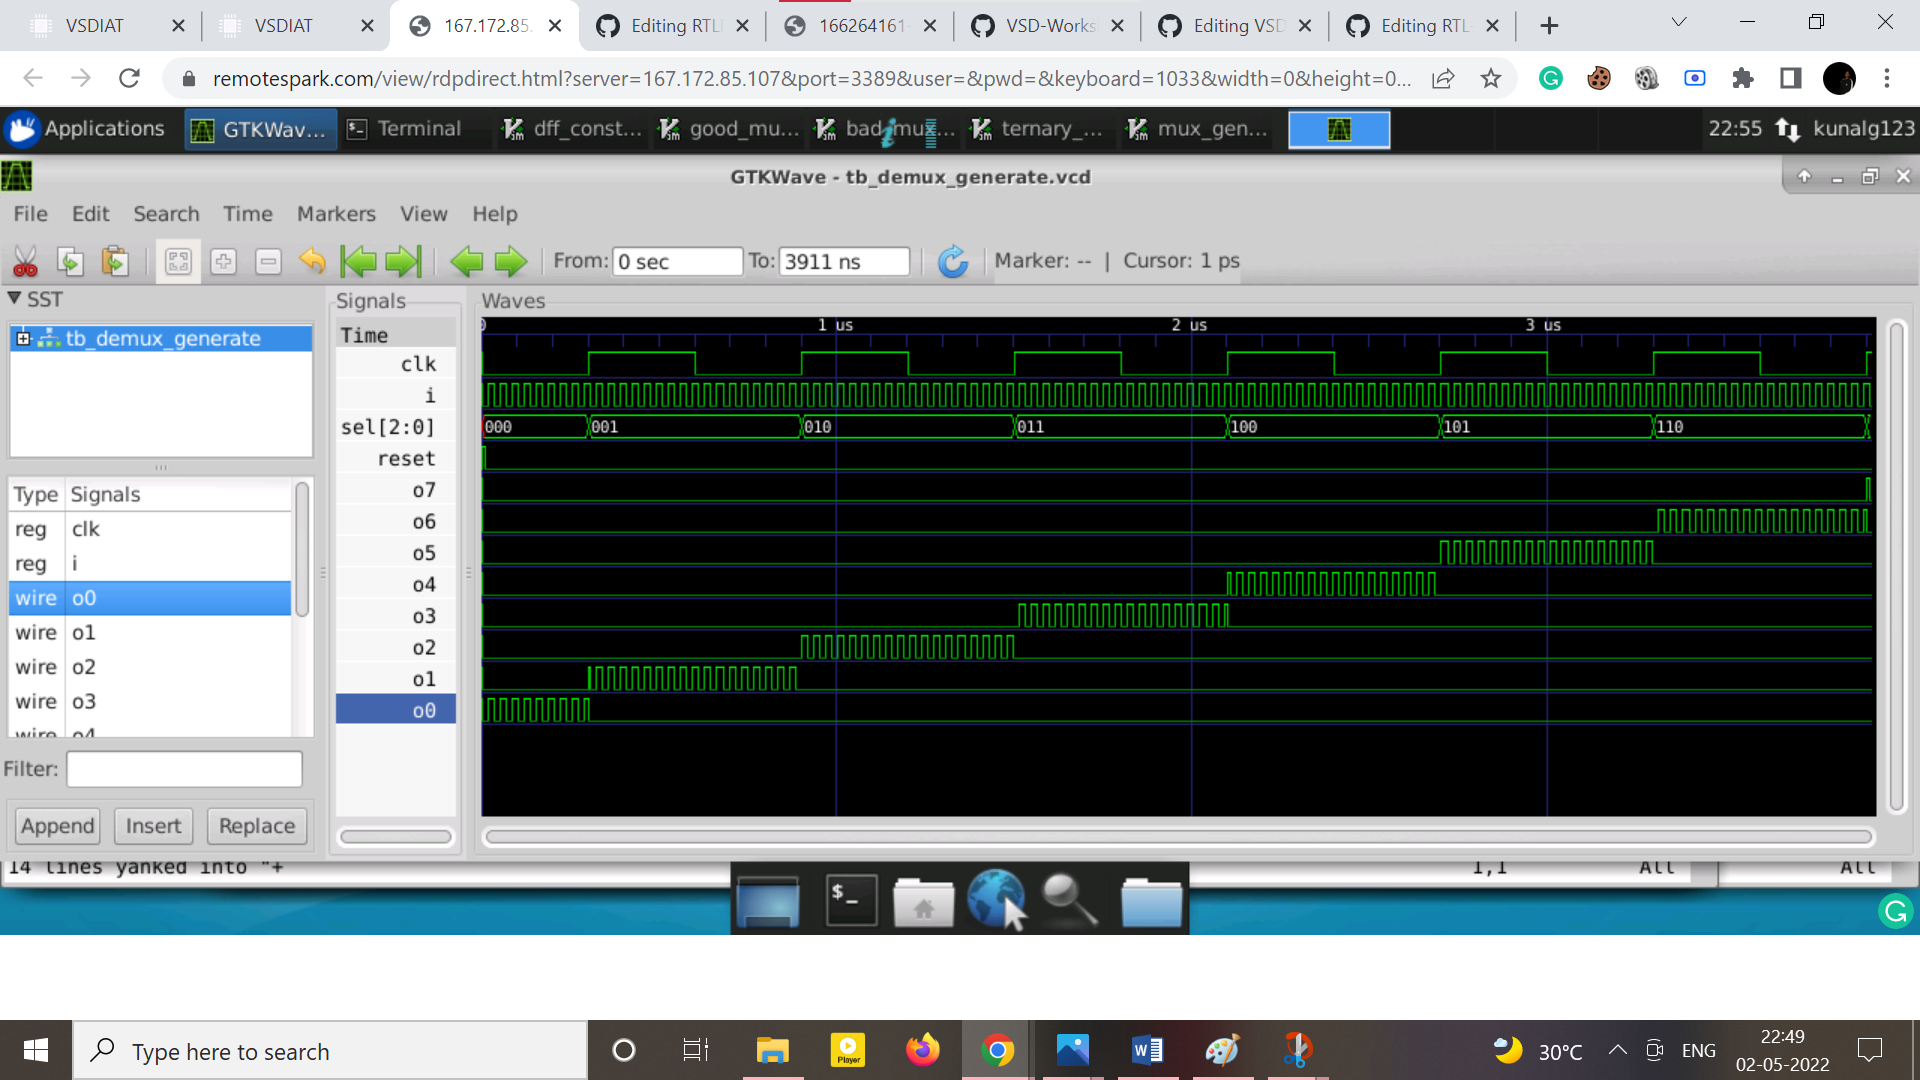 VSDIAT
VSDIAT
167.172.85.
Editing RTL
166264161
VSD-Works
Editing VSD
Editing RTL
remotespark.com/view/rdpdirect.html?server=167.172.85.107&port=3389&user=&pwd=&keyboard=1033&width=0&height=0...
Applications
GTKWav...
Terminal
dff_const...
good_mu...
bad_mux...
ternary_...
mux_gen...
22:55
kunalg123
GTKWave - tb_demux_generate.vcd
File Edit Search Time Markers View Help
From: 0 sec To: 3911 ns Marker: -- | Cursor: 1 ps
SST
tb_demux_generate
Type Signals
reg clk
reg i
wire o0
wire o1
wire o2
wire o3
wire o4
Filter:
Append Insert Replace
Signals
Time
clk
i
sel[2:0]
reset
o7
o6
o5
o4
o3
o2
o1
o0
Waves
0 1 us 2 us 3 us
000 001 010 011 100 101 110
14 lines yanked into "+
1,1 All
All
Type here to search
Player
30°C
ENG
22:49
02-05-2022